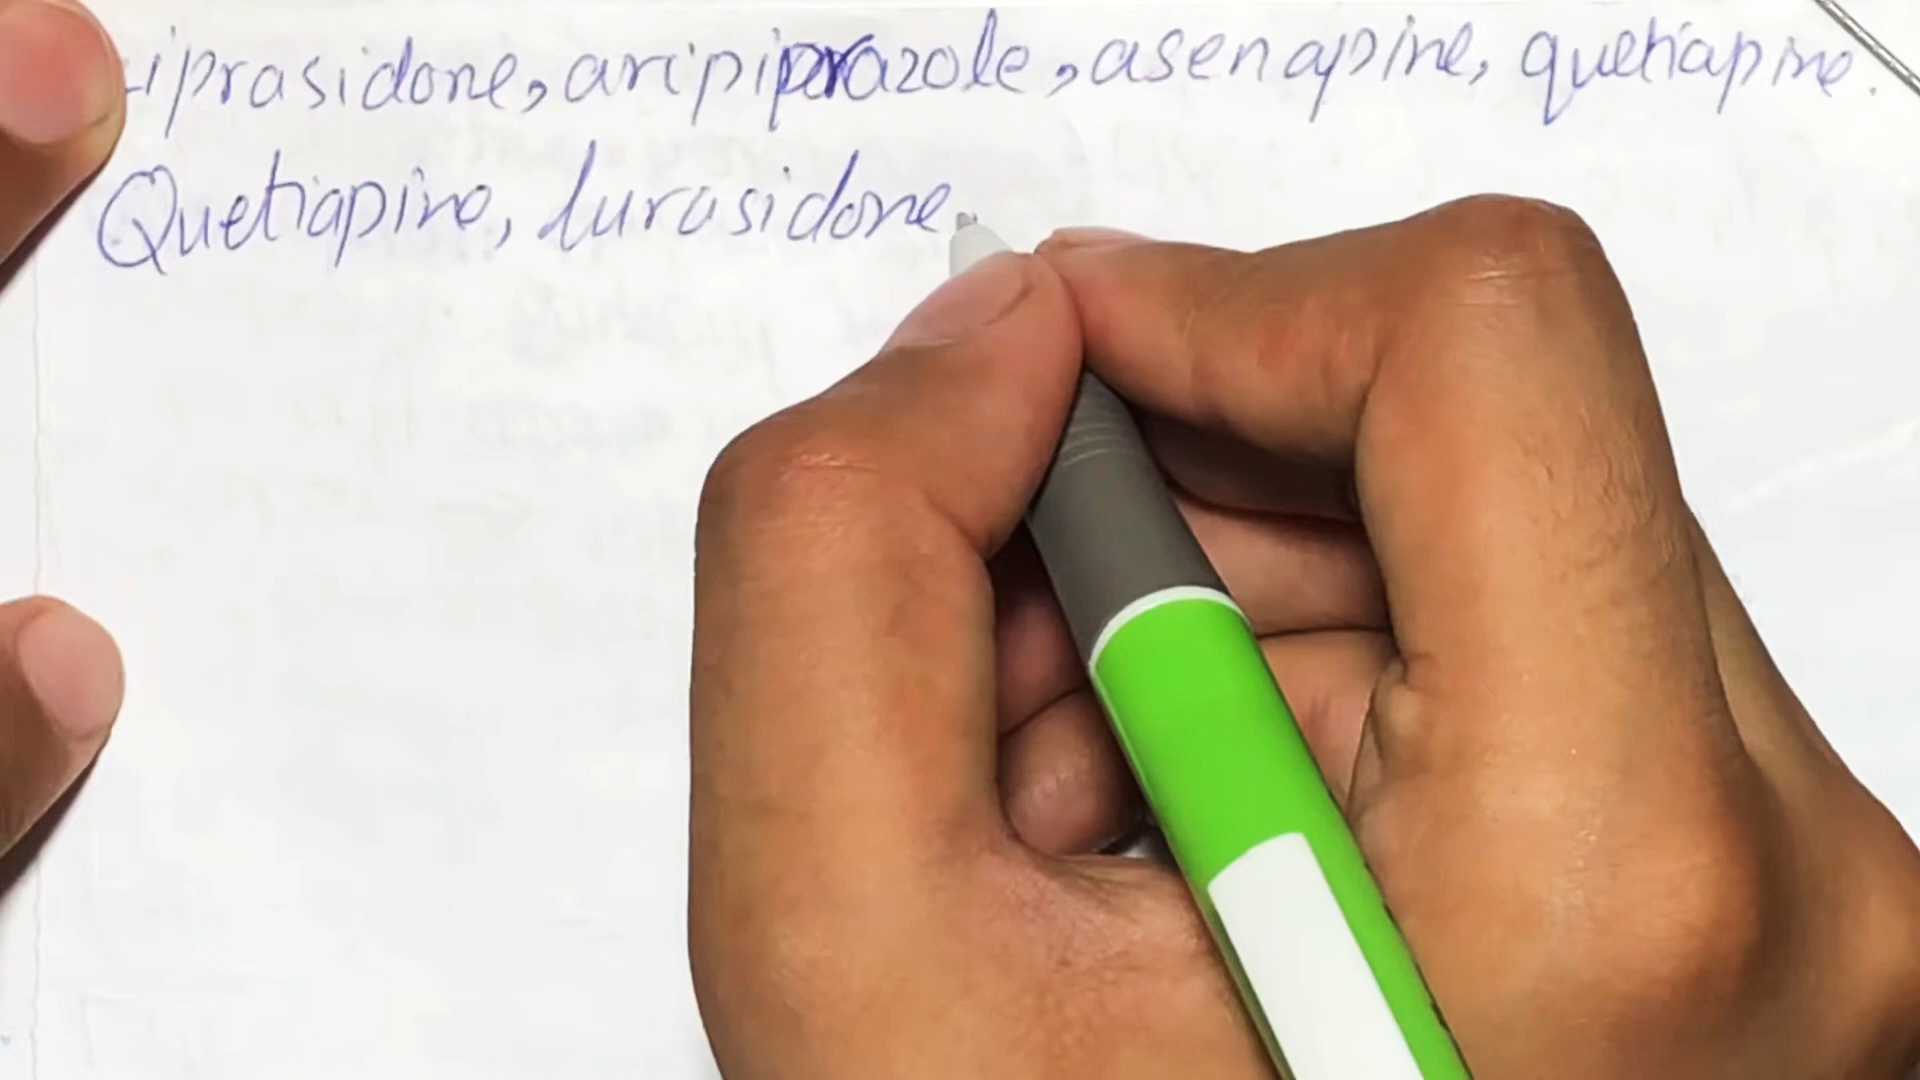 iprasidone, aripiprazole, asenapine, quetiapine.
Quetiapine, lurasidone